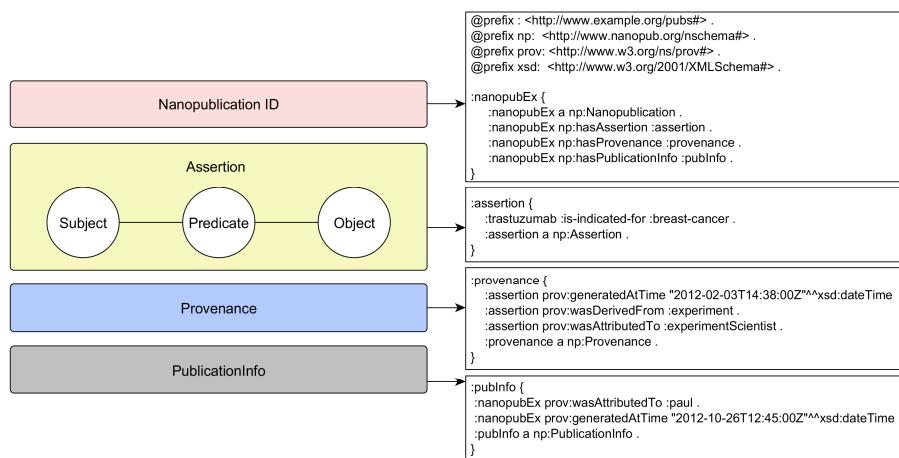 Nanopublication ID
Assertion
Subject
Predicate
Object
Provenance
PublicationInfo
@prefix : <http://www.example.org/pubs#> .
@prefix np: <http://www.nanopub.org/nschema#> .
@prefix prov: <http://www.w3.org/ns/prov#> .
@prefix xsd: <http://www.w3.org/2001/XMLSchema#> .
:nanopubEx {
:nanopubEx a np:Nanopublication .
:nanopubEx np:hasAssertion :assertion .
:nanopubEx np:hasProvenance :provenance .
:nanopubEx np:hasPublicationInfo :pubInfo .
}
:assertion {
:trastuzumab :is-indicated-for :breast-cancer .
:assertion a np:Assertion .
}
:provenance {
:assertion prov:generatedAtTime "2012-02-03T14:38:00Z"^^xsd:dateTime
:assertion prov:wasDerivedFrom :experiment .
:assertion prov:wasAttributedTo :experimentScientist .
:provenance a np:Provenance .
}
:pubInfo {
:nanopubEx prov:wasAttributedTo :paul .
:nanopubEx prov:generatedAtTime "2012-10-26T12:45:00Z"^^xsd:dateTime
:pubInfo a np:PublicationInfo .
}